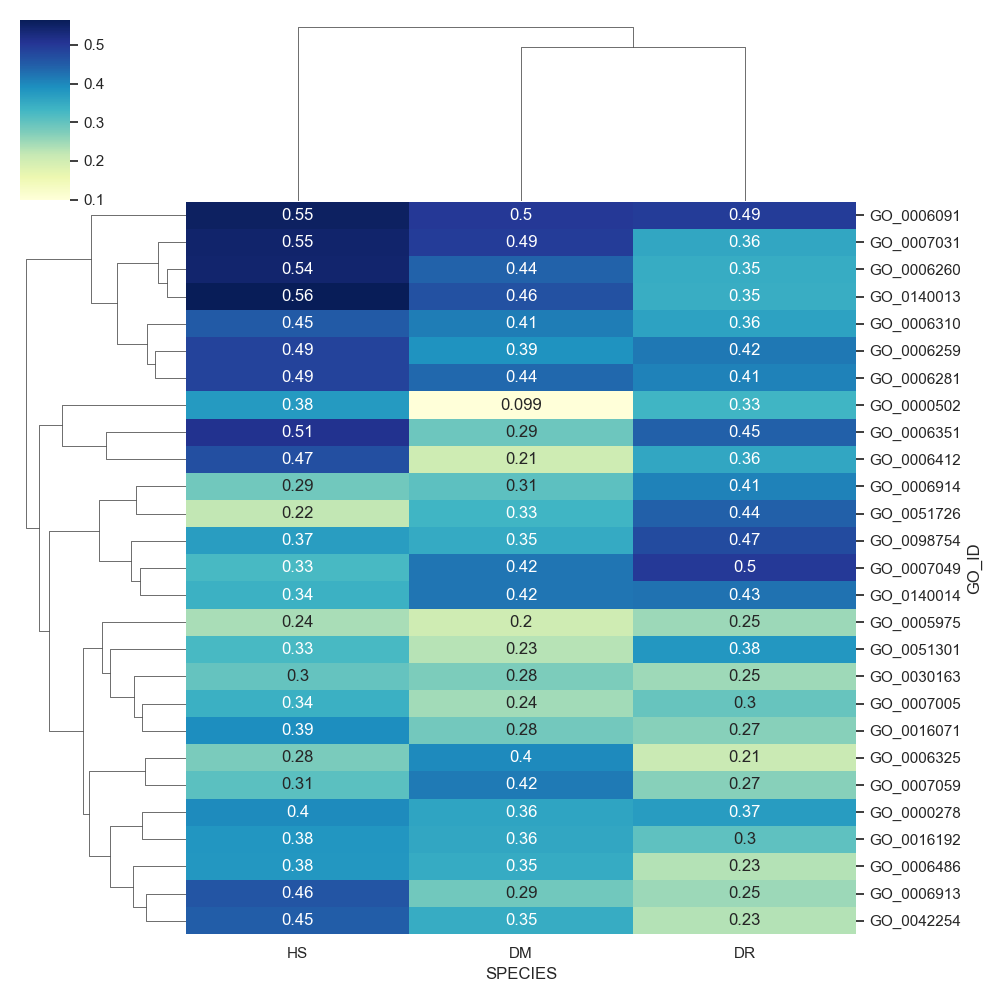 0.5
0.4
0.3
0.2
0.1
0.55 0.5 0.49 GO_0006091
0.55 0.49 0.36 GO_0007031
0.54 0.44 0.35 GO_0006260
0.56 0.46 0.35 GO_0140013
0.45 0.41 0.36 GO_0006310
0.49 0.39 0.42 GO_0006259
0.49 0.44 0.41 GO_0006281
0.38 0.099 0.33 GO_0000502
0.51 0.29 0.45 GO_0006351
0.47 0.21 0.36 GO_0006412
0.29 0.31 0.41 GO_0006914
0.22 0.33 0.44 GO_0051726
0.37 0.35 0.47 GO_0098754
0.33 0.42 0.5 GO_0007049
0.34 0.42 0.43 GO_0140014
0.24 0.2 0.25 GO_0005975
0.33 0.23 0.38 GO_0051301
0.3 0.28 0.25 GO_0030163
0.34 0.24 0.3 GO_0007005
0.39 0.28 0.27 GO_0016071
0.28 0.4 0.21 GO_0006325
0.31 0.42 0.27 GO_0007059
0.4 0.36 0.37 GO_0000278
0.38 0.36 0.3 GO_0016192
0.38 0.35 0.23 GO_0006486
0.46 0.29 0.25 GO_0006913
0.45 0.35 0.23 GO_0042254
GO_ID
HS DM DR
SPECIES